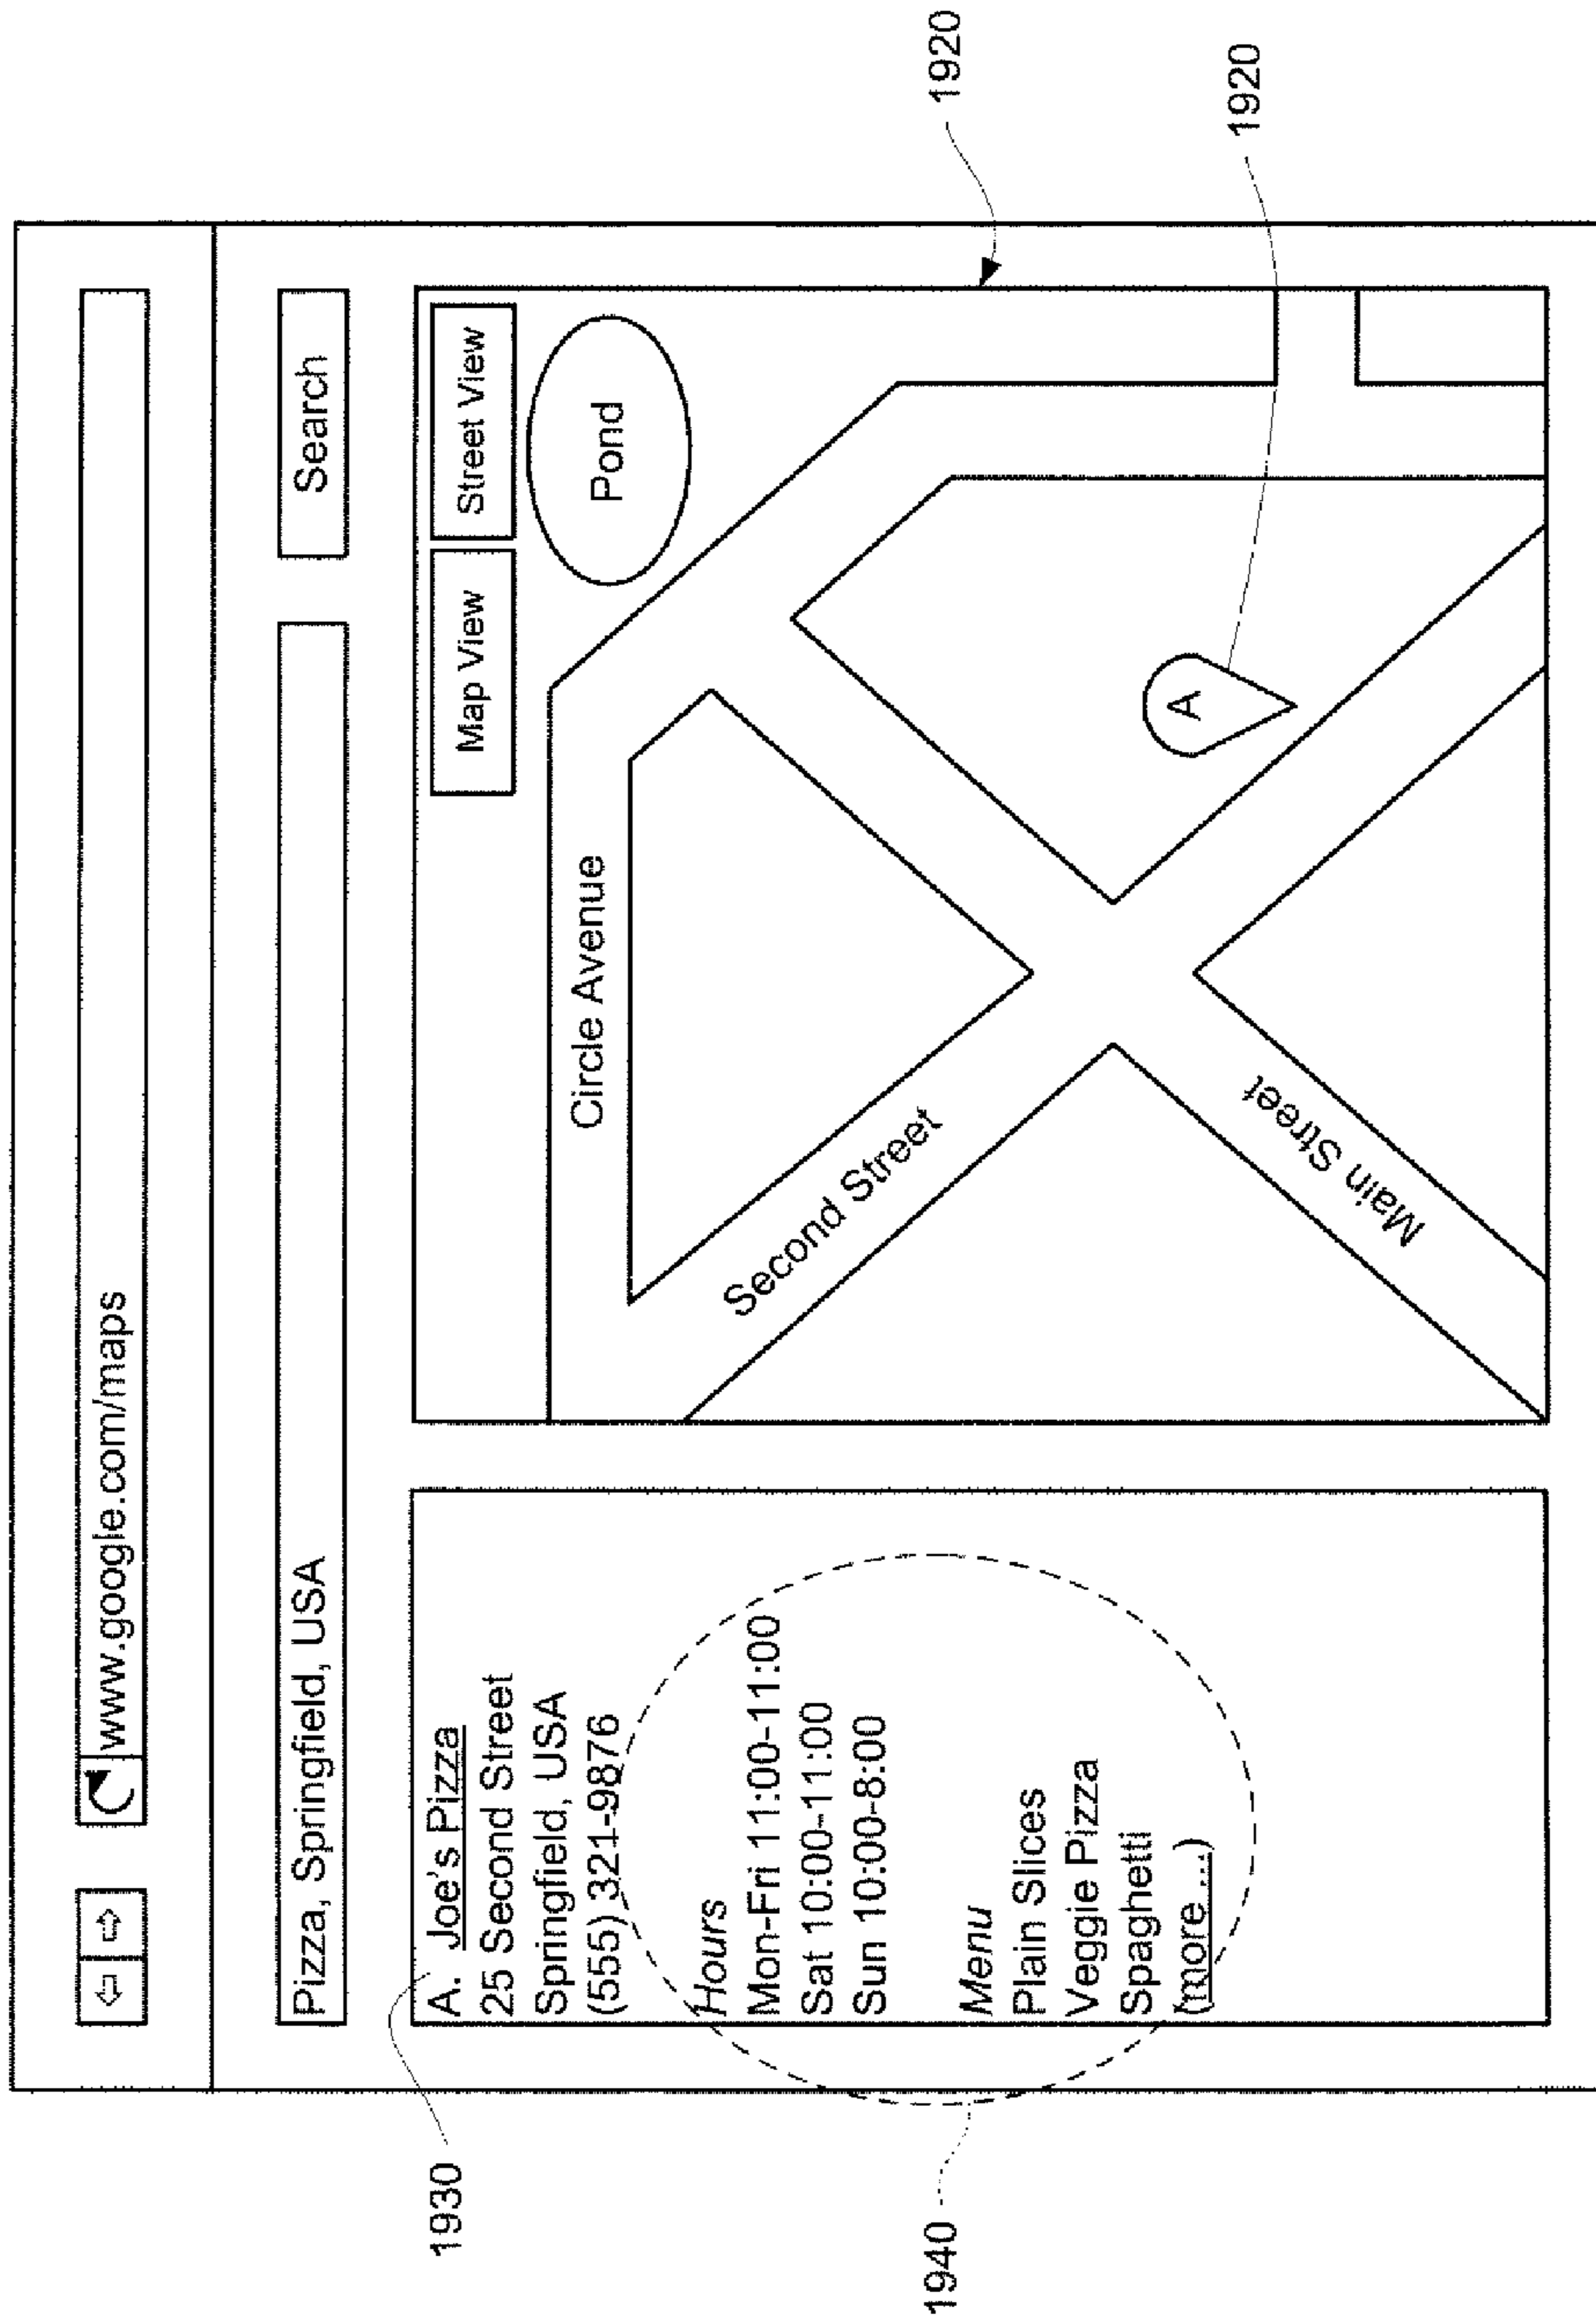 www.google.com/maps
Pizza, Springfield, USA
Search
A. Joe's Pizza
25 Second Street
Springfield, USA
(555) 321-9876
Hours
Mon-Fri 11:00-11:00
Sat 10:00-11:00
Sun 10:00-8:00
Menu
Plain Slices
Veggie Pizza
Spaghetti
(more ...)
Map View
Street View
Pond
Circle Avenue
Second Street
Main Street
A
1930
1940
1920
1920